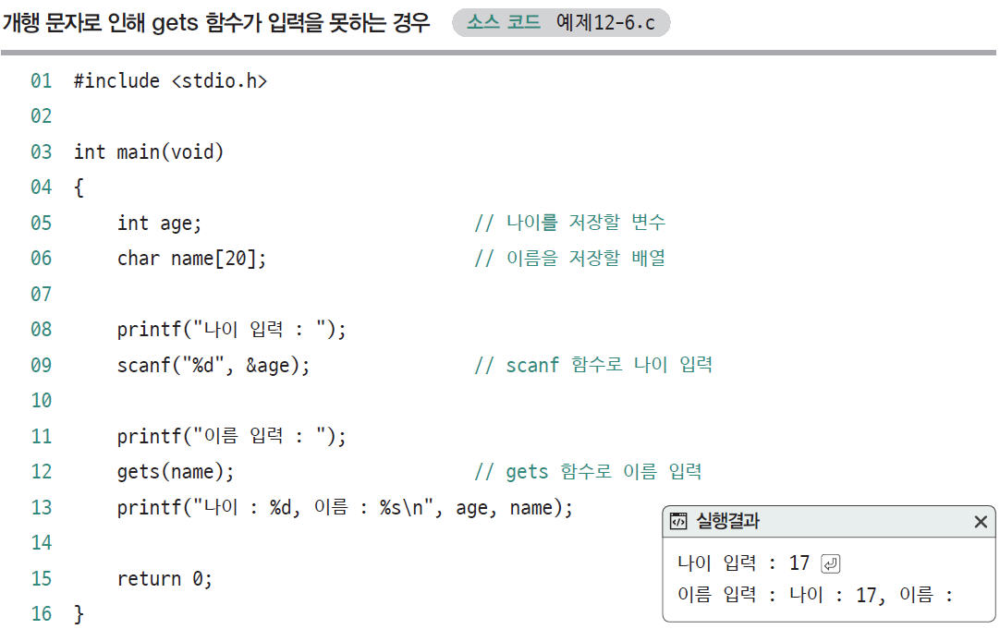 개행 문자로 인해 gets 함수가 입력을 못하는 경우 소스 코드 예제12-6.c
01 #include <stdio.h>
02
03 int main(void)
04 {
05     int age;                         // 나이를 저장할 변수
06     char name[20];                   // 이름을 저장할 배열
07
08     printf("나이 입력 : ");
09     scanf("%d", &age);               // scanf 함수로 나이 입력
10
11     printf("이름 입력 : ");
12     gets(name);                      // gets 함수로 이름 입력
13     printf("나이 : %d, 이름 : %s\n", age, name);
14
15     return 0;
16 }
실행결과
나이 입력 : 17
이름 입력 : 나이 : 17, 이름 :